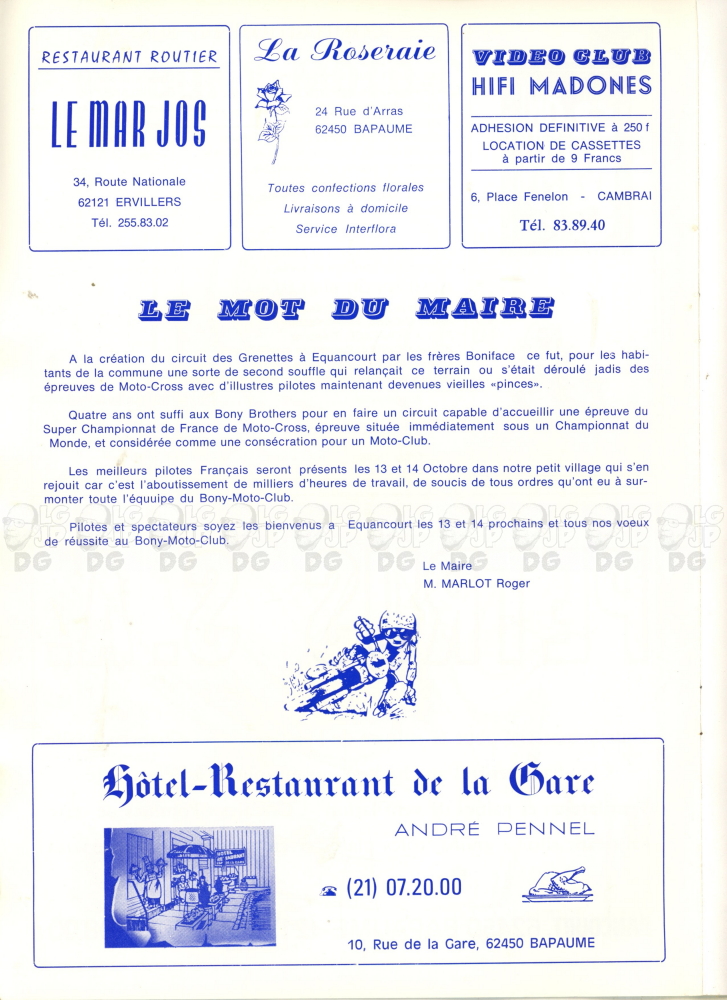 RESTAURANT ROUTIER
LE MAR JOS
34, Route Nationale
62121 ERVILLERS
Tél. 255.83.02
La Roseraie
24 Rue d'Arras
62450 BAPAUME
Toutes confections florales
Livraisons à domicile
Service Interflora
VIDEO CLUB
HIFI MADONES
ADHESION DEFINITIVE à 250 f
LOCATION DE CASSETTES
à partir de 9 Francs
6, Place Fenelon - CAMBRAI
Tél. 83.89.40
LE MOT DU MAIRE
A la création du circuit des Grenettes à Equancourt par les frères Boniface ce fut, pour les habi-
tants de la commune une sorte de second souffle qui relançait ce terrain ou s'était déroulé jadis des
épreuves de Moto-Cross avec d'illustres pilotes maintenant devenues vieilles «pinces».
Quatre ans ont suffi aux Bony Brothers pour en faire un circuit capable d'accueillir une épreuve du
Super Championnat de France de Moto-Cross, épreuve située immédiatement sous un Championnat du
Monde, et considérée comme une consécration pour un Moto-Club.
Les meilleurs pilotes Français seront présents les 13 et 14 Octobre dans notre petit village qui s'en
rejouit car c'est l'aboutissement de milliers d'heures de travail, de soucis de tous ordres qu'ont eu à sur-
monter toute l'équuipe du Bony-Moto-Club.
Pilotes et spectateurs soyez les bienvenus a Equancourt les 13 et 14 prochains et tous nos voeux
de réussite au Bony-Moto-Club.
Le Maire
M. MARLOT Roger
Hôtel-Restaurant de la Gare
ANDRÉ PENNEL
(21) 07.20.00
10, Rue de la Gare, 62450 BAPAUME